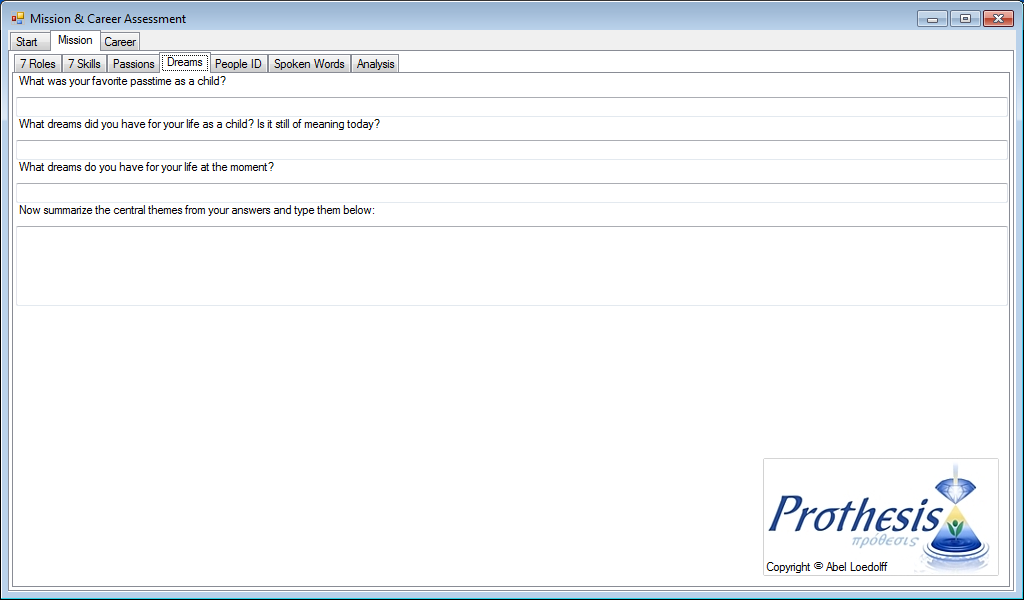 Mission & Career Assessment
Start Mission Career
7 Roles 7 Skills Passions Dreams People ID Spoken Words Analysis
What was your favorite passtime as a child?
What dreams did you have for your life as a child? Is it still of meaning today?
What dreams do you have for your life at the moment?
Now summarize the central themes from your answers and type them below:
Prothesis
πρόθεσις
Copyright © Abel Loedolff